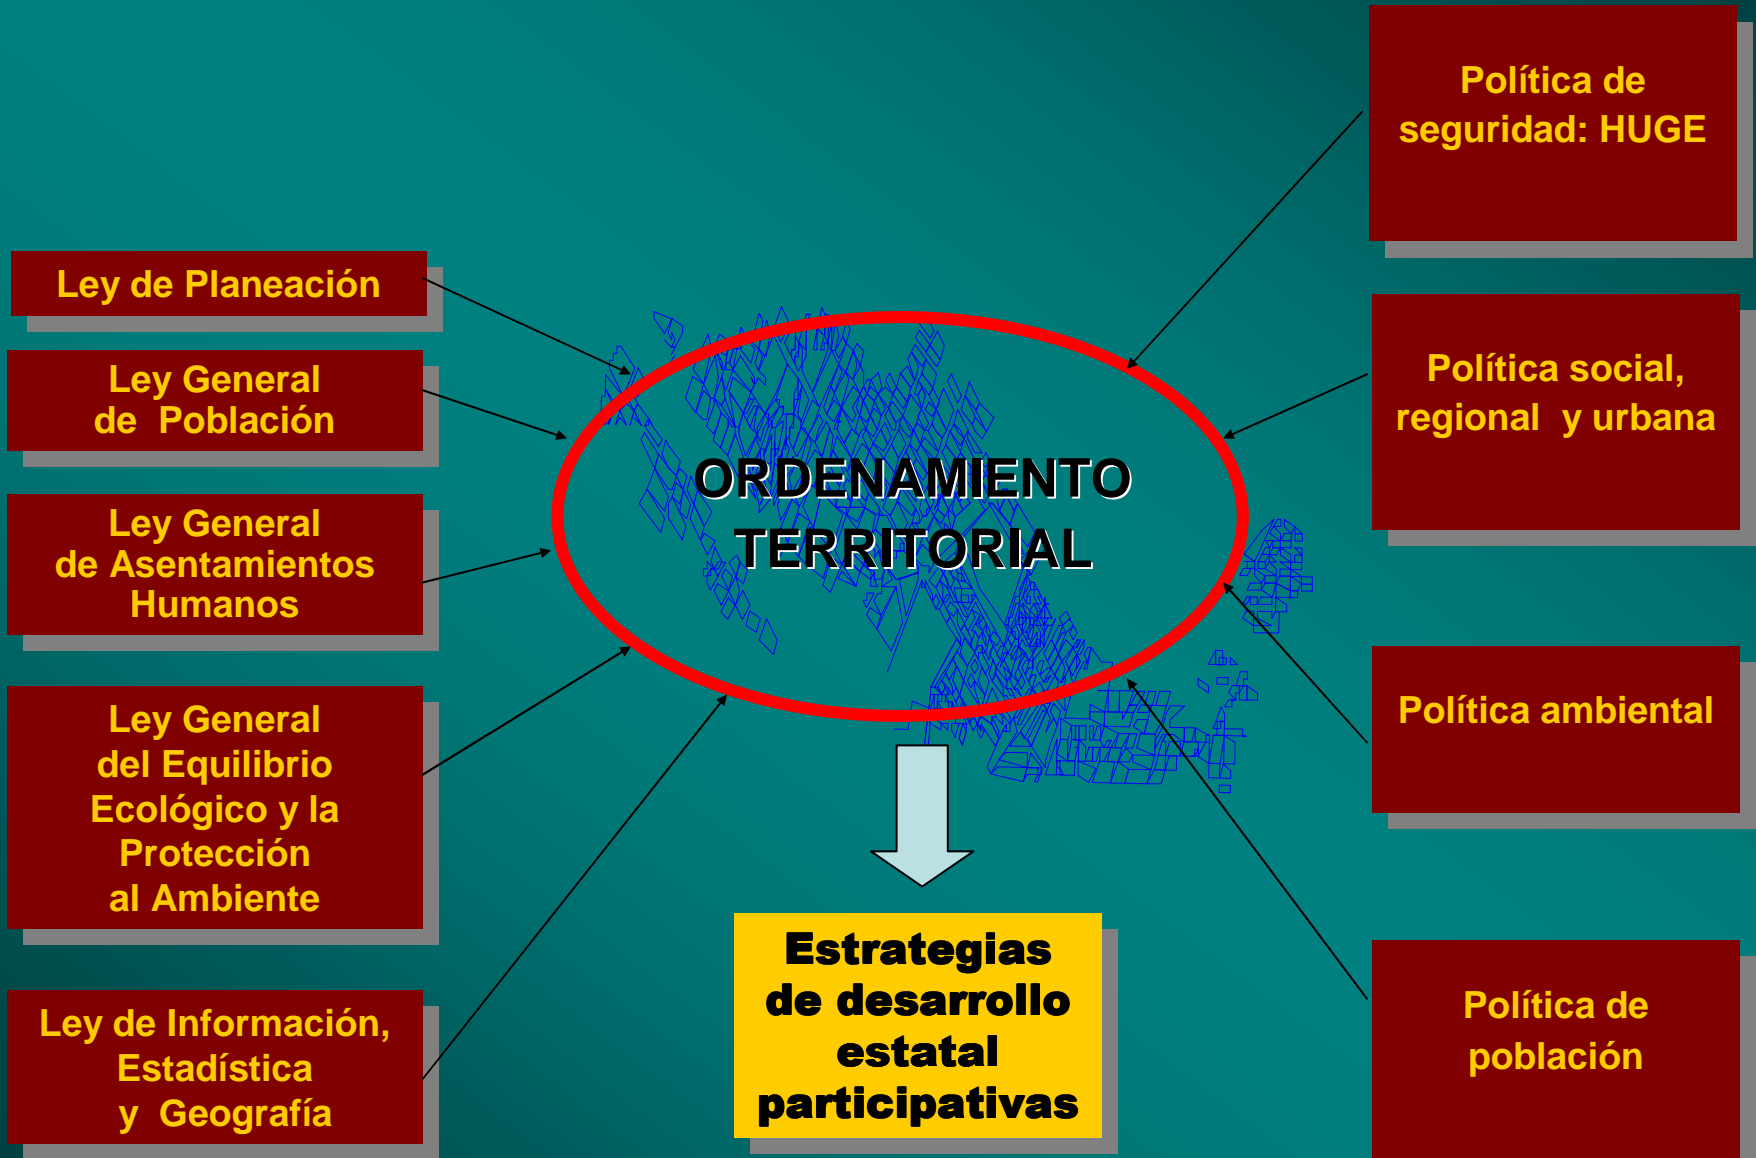 Ley de Planeación
Ley General
de Población
Ley General
de Asentamientos
Humanos
Ley General
del Equilibrio
Ecológico y la
Protección
al Ambiente
Ley de Información,
Estadística
y Geografía
ORDENAMIENTO
TERRITORIAL
Estrategias
de desarrollo
estatal
participativas
Política de
seguridad: HUGE
Política social,
regional y urbana
Política ambiental
Política de
población